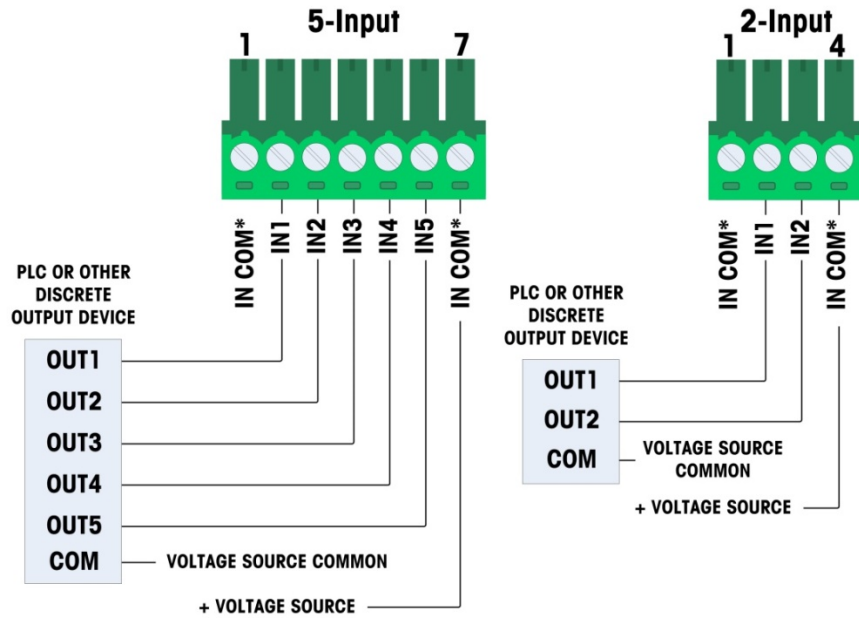 5-Input
1 7
IN COM*
IN1
IN2
IN3
IN4
IN5
IN COM*
PLC OR OTHER
DISCRETE
OUTPUT DEVICE
OUT1
OUT2
OUT3
OUT4
OUT5
COM
VOLTAGE SOURCE COMMON
+ VOLTAGE SOURCE
2-Input
1 4
IN COM*
IN1
IN2
IN COM*
PLC OR OTHER
DISCRETE
OUTPUT DEVICE
OUT1
OUT2
COM
VOLTAGE SOURCE
COMMON
+ VOLTAGE SOURCE